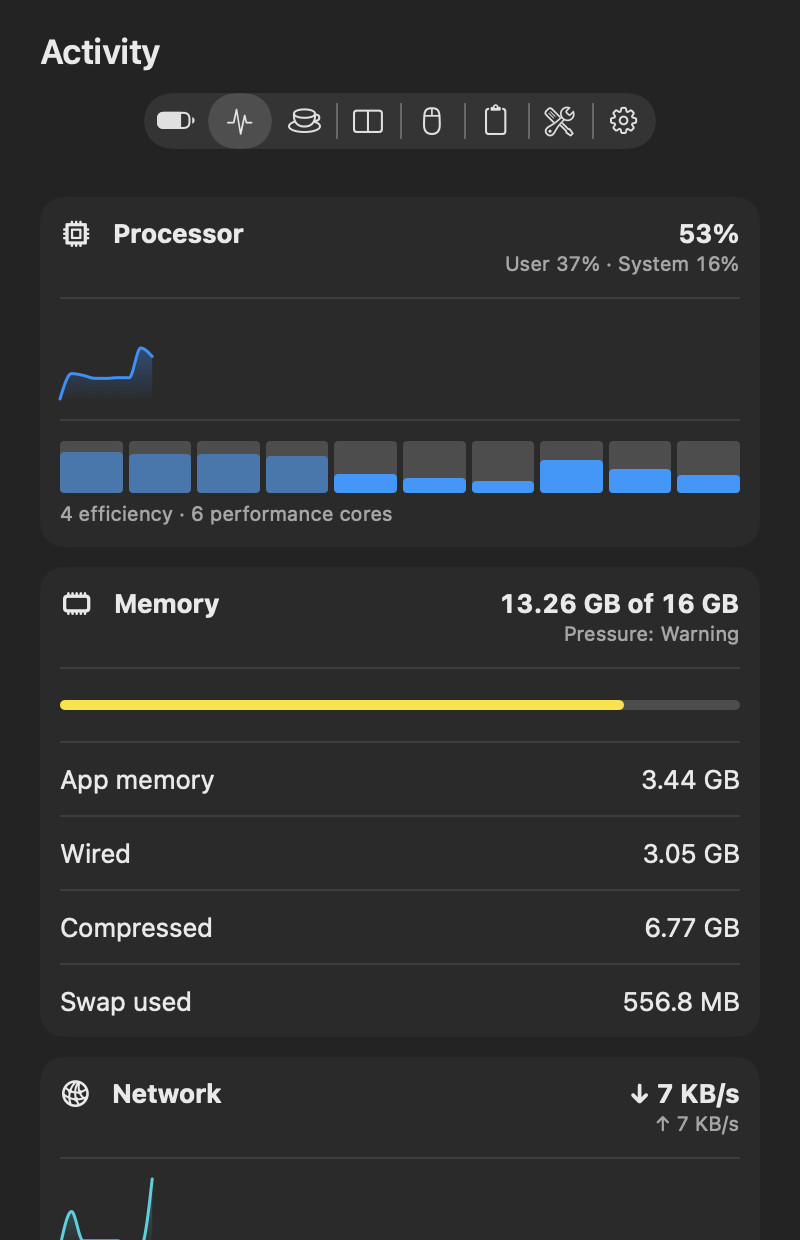 Activity
Processor
53%
User 37% · System 16%
4 efficiency · 6 performance cores
Memory
13.26 GB of 16 GB
Pressure: Warning
App memory
3.44 GB
Wired
3.05 GB
Compressed
6.77 GB
Swap used
556.8 MB
Network
↓ 7 KB/s
↑ 7 KB/s